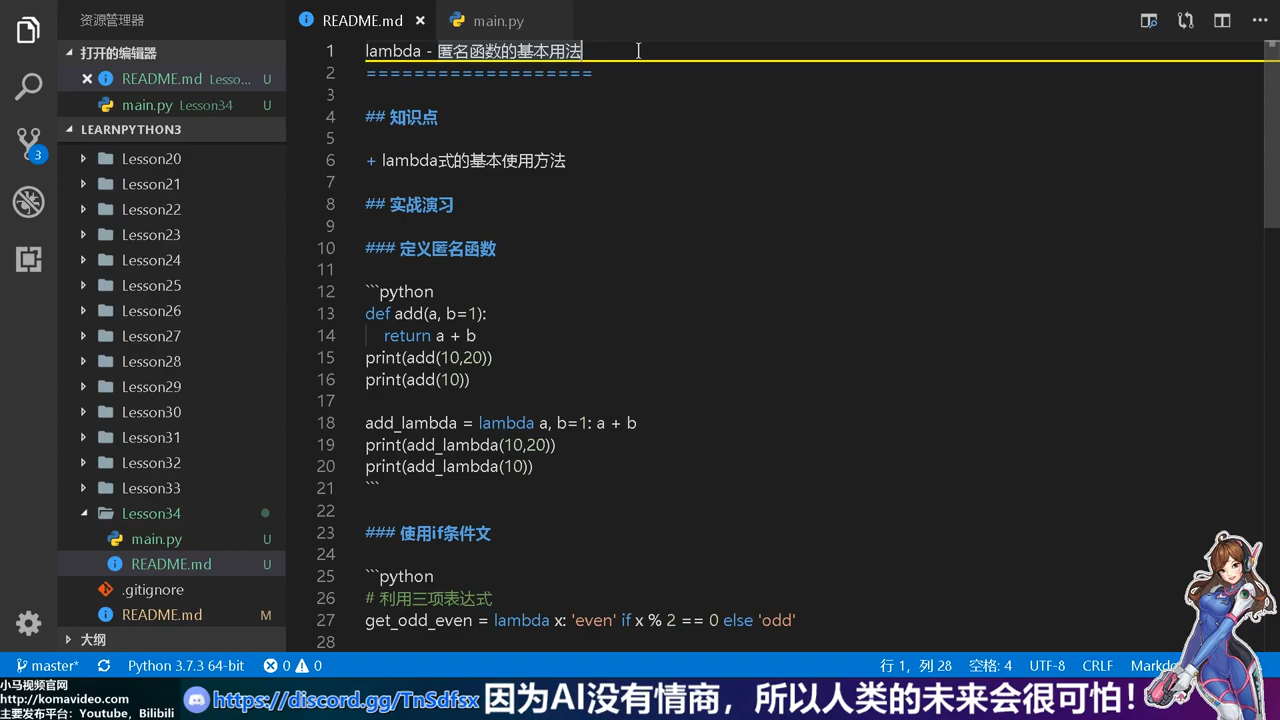 资源管理器
README.md
main.py
打开的编辑器
README.md Lesso... U
main.py Lesson34 U
LEARNPYTHON3
Lesson20
Lesson21
Lesson22
Lesson23
Lesson24
Lesson25
Lesson26
Lesson27
Lesson28
Lesson29
Lesson30
Lesson31
Lesson32
Lesson33
Lesson34
main.py U
README.md U
.gitignore
README.md M
大纲
3
1 lambda - 匿名函数的基本用法
2 ===================
3
4 ## 知识点
5
6 + lambda式的基本使用方法
7
8 ## 实战演习
9
10 ### 定义匿名函数
11
12 ```python
13 def add(a, b=1):
14 return a + b
15 print(add(10,20))
16 print(add(10))
17
18 add_lambda = lambda a, b=1: a + b
19 print(add_lambda(10,20))
20 print(add_lambda(10))
21 ```
22
23 ### 使用if条件文
24
25 ```python
26 # 利用三项表达式
27 get_odd_even = lambda x: 'even' if x % 2 == 0 else 'odd'
28
master* Python 3.7.3 64-bit 0 0 行 1，列 28 空格: 4 UTF-8 CRLF
小马视频官网
http://komavideo.com
主要发布平台：Youtube，Bilibili
https://discord.gg/TnSdfsx 因为AI没有情商，所以人类的未来会很可怕！